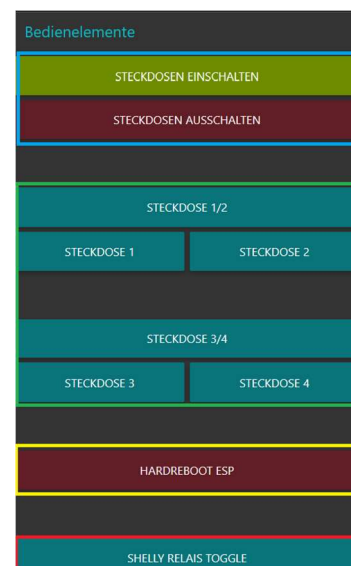 Bedienelemente
STECKDOSEN EINSCHALTEN
STECKDOSEN AUSSCHALTEN
STECKDOSE 1/2
STECKDOSE 1 STECKDOSE 2
STECKDOSE 3/4
STECKDOSE 3 STECKDOSE 4
HARDREBOOT ESP
SHELLY RELAIS TOGGLE